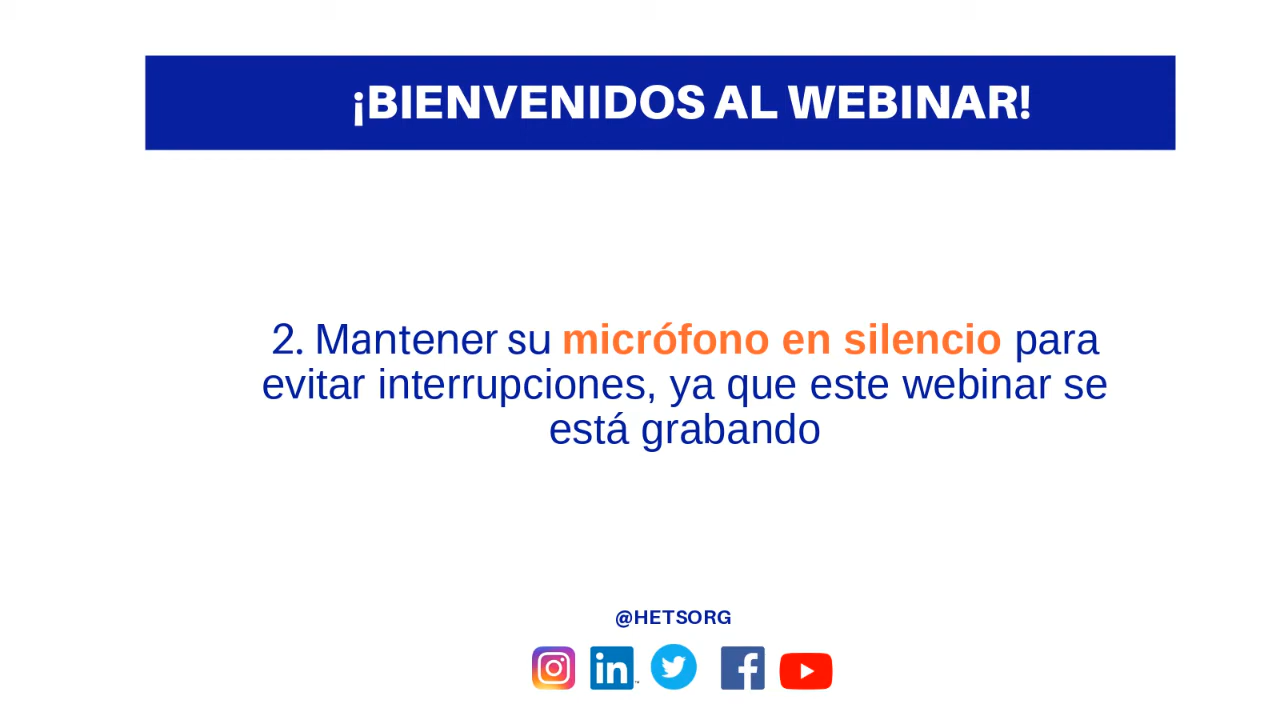 ¡BIENVENIDOS AL WEBINAR!
2. Mantener su micrófono en silencio para
evitar interrupciones, ya que este webinar se
está grabando
@HETSORG
in